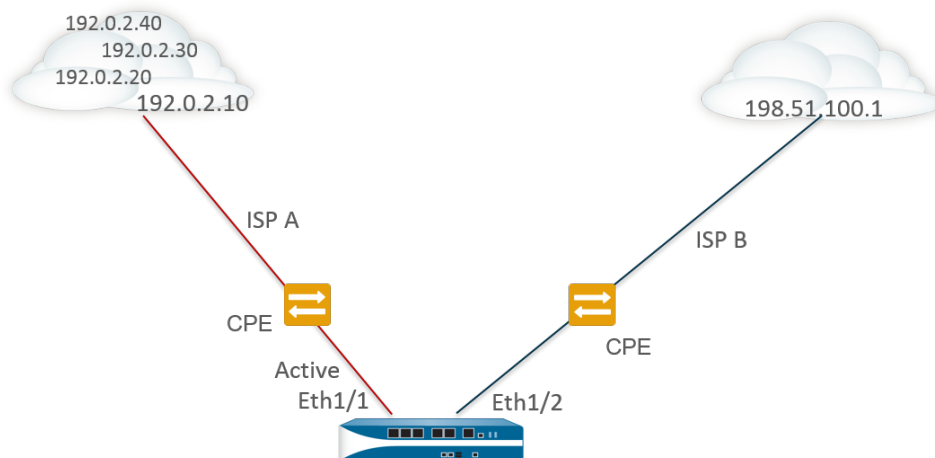 192.0.2.40
192.0.2.30
192.0.2.20
192.0.2.10
198.51.100.1
ISP A
ISP B
CPE
CPE
Active
Eth1/1
Eth1/2